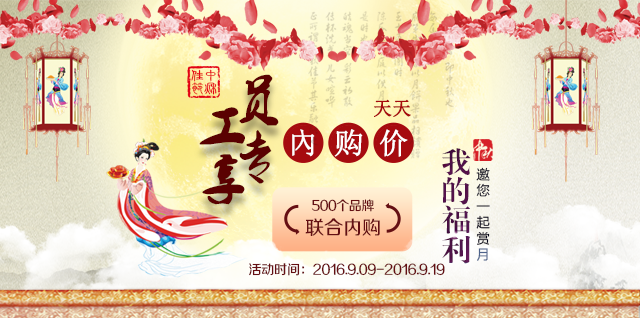 中秋
佳节
员工专享
天天
内购价
500个品牌
联合内购
中秋
邀您一起赏月
我的福利
活动时间：2016.9.09-2016.9.19